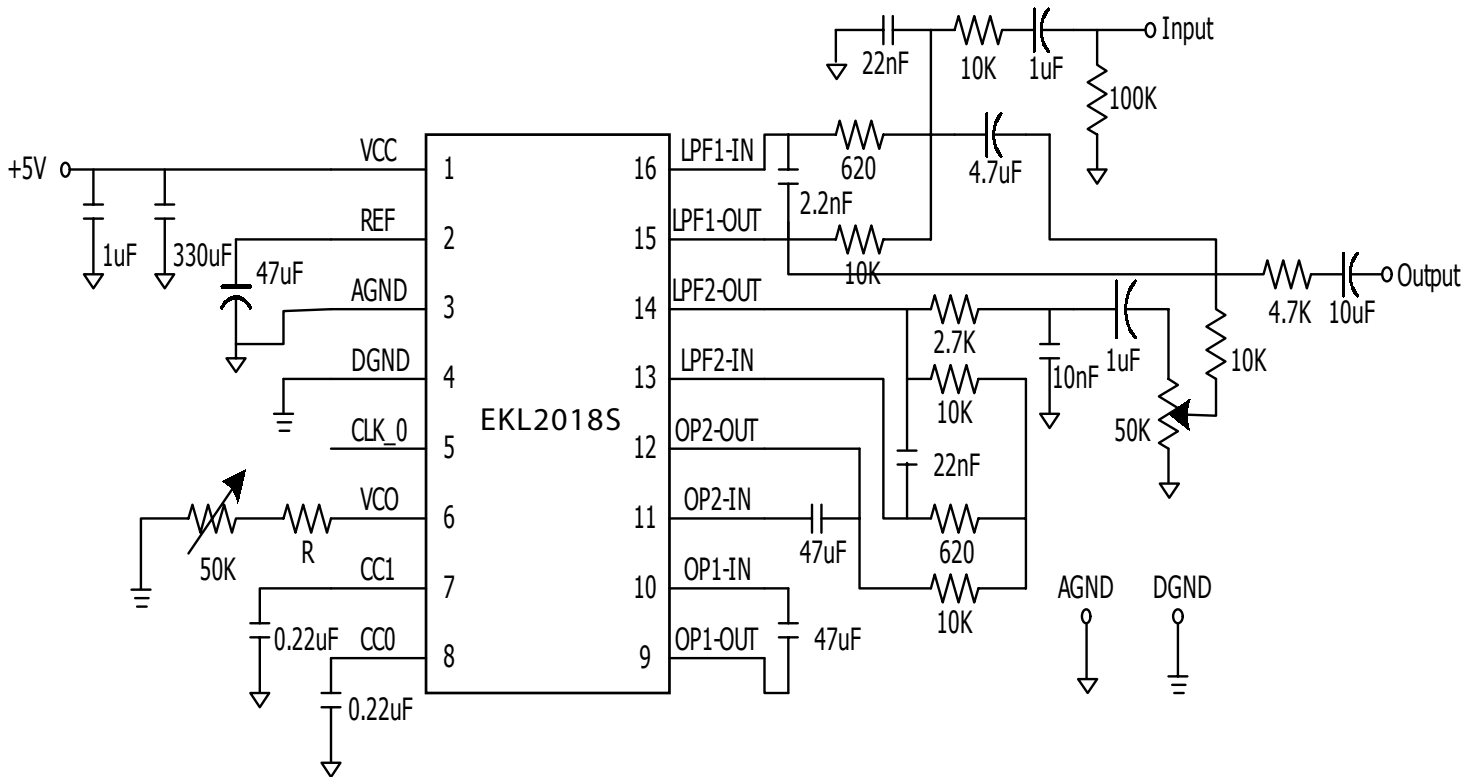 Input
22nF
10K
1uF
100K
VCC
1
16
LPF1-IN
620
4.7uF
+5V
2.2nF
REF
2
15
LPF1-OUT
1uF
330uF
47uF
10K
Output
AGND
3
14
LPF2-OUT
4.7K
10uF
2.7K
1uF
10K
DGND
4
13
LPF2-IN
10nF
10K
EKL2018S
CLK_0
5
12
OP2-OUT
50K
22nF
VCO
6
11
OP2-IN
50K
R
47uF
620
CC1
7
10
OP1-IN
AGND
DGND
10K
0.22uF
CC0
8
9
OP1-OUT
47uF
0.22uF